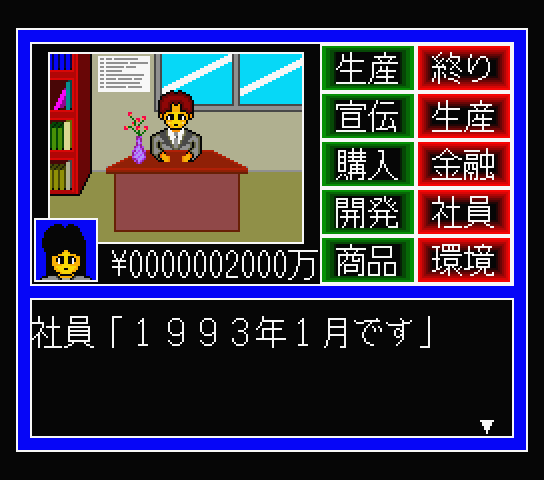 生産 終り
宣伝 生産
購入 金融
開発 社員
商品 環境
¥0000002000万
社員「１９９３年１月です」
▼